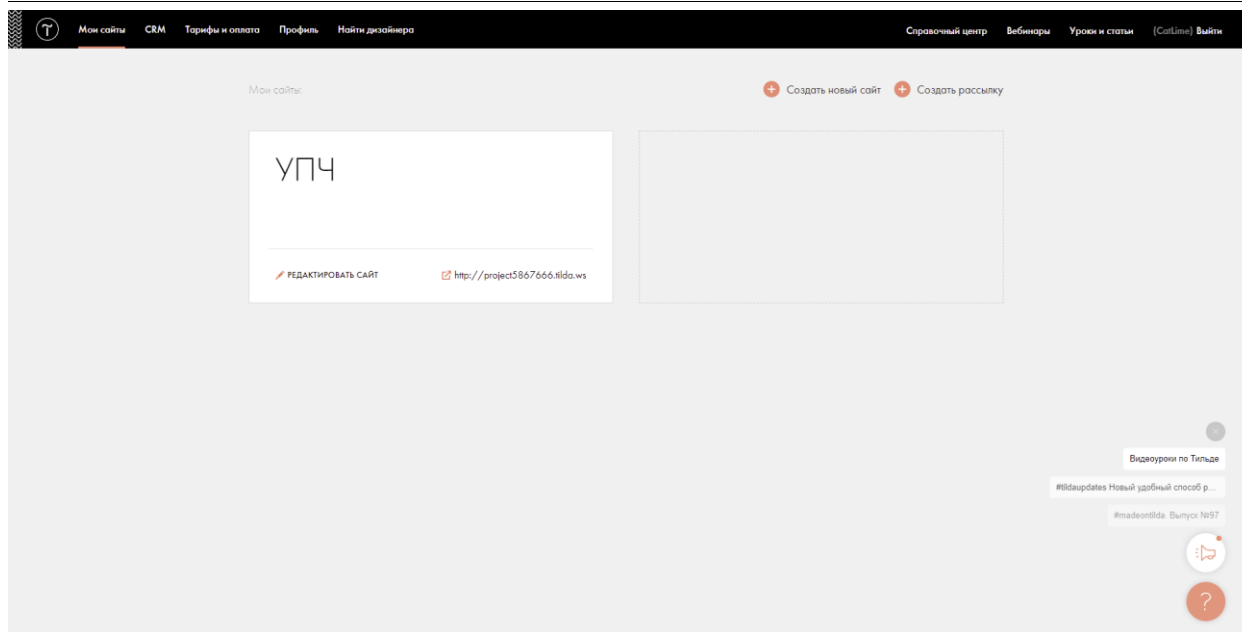 Мои сайты CRM Тарифы и оплата Профиль Найти дизайнера Справочный центр Вебинары Уроки и статьи (CatLime) Выйти
Мои сайты: Создать новый сайт Создать рассылку
УПЧ
РЕДАКТИРОВАТЬ САЙТ http://project5867666.tilda.ws
Видеоуроки по Тильде
#tildaupdates Новый удобный способ р...
#madeontilda. Выпуск №97
?